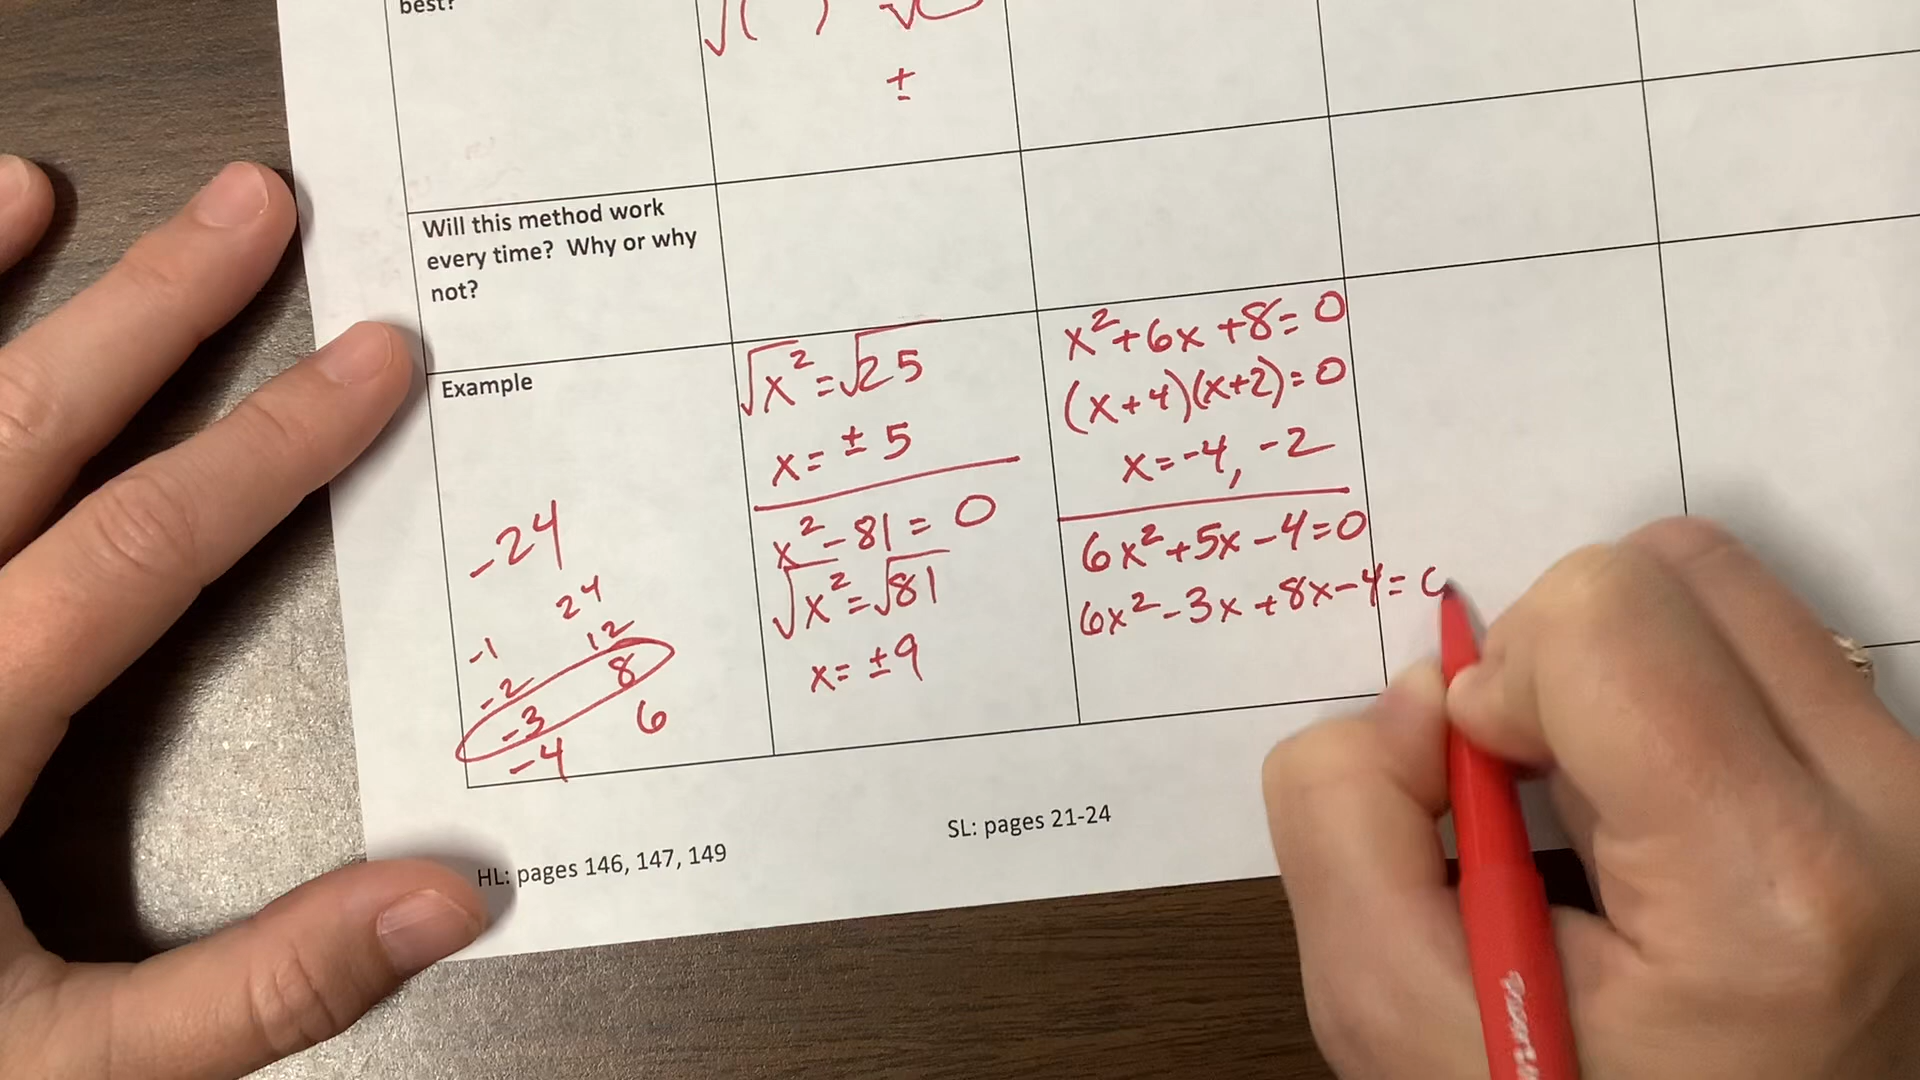 best?
√( ) √
±
Will this method work
every time? Why or why
not?
Example
-24
24
-1
12
-2
8
-3
6
-4
√x² = √25
x = ± 5
x² - 81 = 0
√x² = √81
x = ± 9
x² + 6x + 8 = 0
(x + 4)(x + 2) = 0
x = -4, -2
6x² + 5x - 4 = 0
6x² - 3x + 8x - 4 =
HL: pages 146, 147, 149
SL: pages 21-24